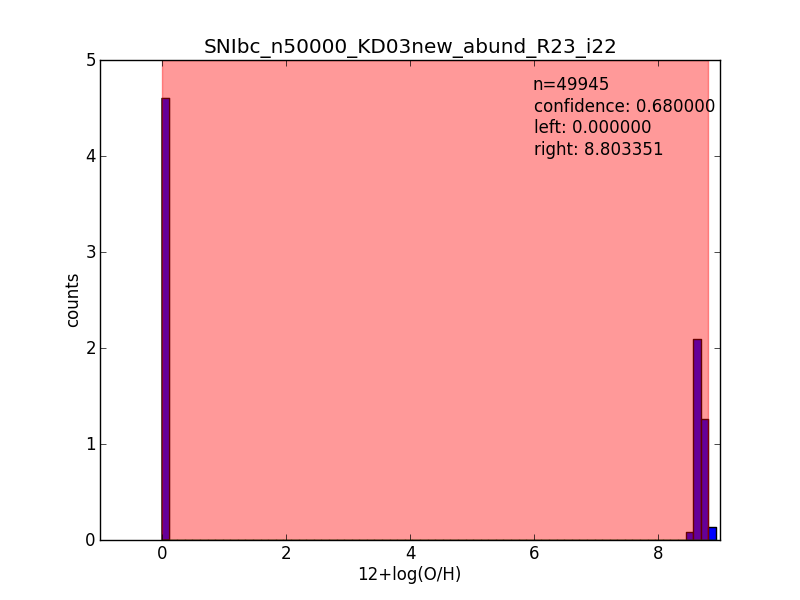 SNIbc_n50000_KD03new_abund_R23_i22
n=49945
confidence: 0.680000
left: 0.000000
right: 8.803351
5
4
3
2
1
0
counts
0 2 4 6 8
12+log(O/H)